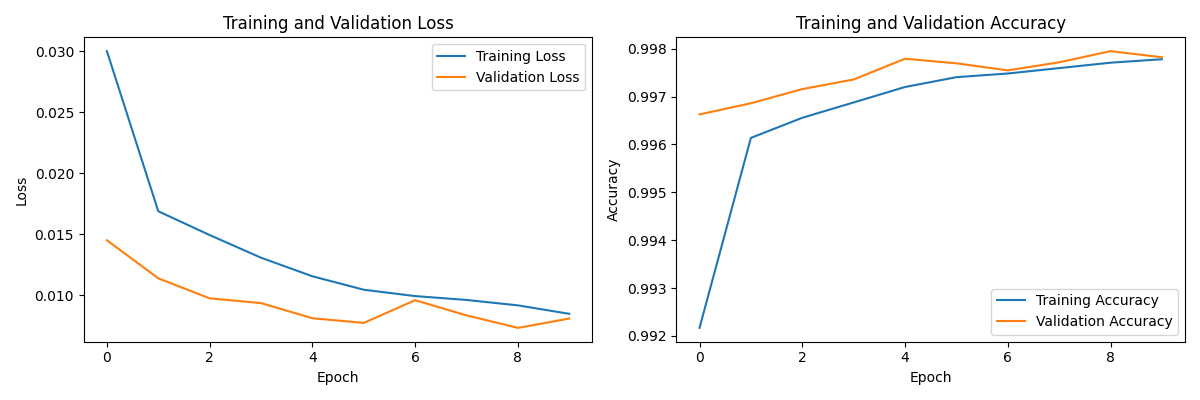 Training and Validation Loss
0.030
0.025
0.020
0.015
0.010
Loss
Training Loss
Validation Loss
0 2 4 6 8
Epoch
Training and Validation Accuracy
0.998
0.997
0.996
0.995
0.994
0.993
0.992
Accuracy
Training Accuracy
Validation Accuracy
0 2 4 6 8
Epoch